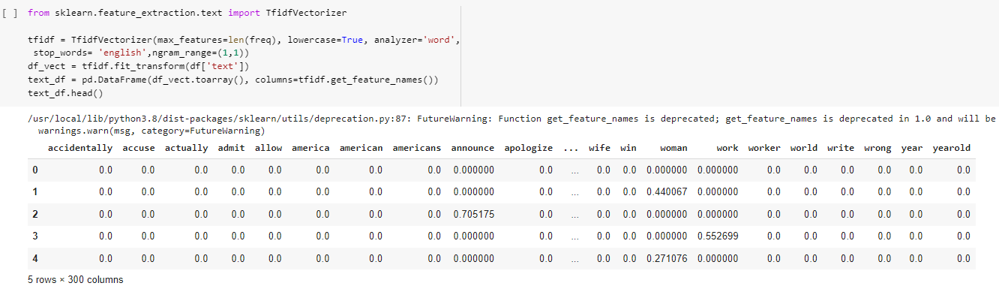 [ ] from sklearn.feature_extraction.text import TfidfVectorizer
tfidf = TfidfVectorizer(max_features=len(freq), lowercase=True, analyzer='word',
stop_words= 'english',ngram_range=(1,1))
df_vect = tfidf.fit_transform(df['text'])
text_df = pd.DataFrame(df_vect.toarray(), columns=tfidf.get_feature_names())
text_df.head()
/usr/local/lib/python3.8/dist-packages/sklearn/utils/deprecation.py:87: FutureWarning: Function get_feature_names is deprecated; get_feature_names is deprecated in 1.0 and will be
warnings.warn(msg, category=FutureWarning)
accidentally accuse actually admit allow america american americans announce apologize ... wife win woman work worker world write wrong year yearold
0 0.0 0.0 0.0 0.0 0.0 0.0 0.0 0.0 0.000000 0.0 ... 0.0 0.0 0.000000 0.000000 0.0 0.0 0.0 0.0 0.0 0.0
1 0.0 0.0 0.0 0.0 0.0 0.0 0.0 0.0 0.000000 0.0 ... 0.0 0.0 0.440067 0.000000 0.0 0.0 0.0 0.0 0.0 0.0
2 0.0 0.0 0.0 0.0 0.0 0.0 0.0 0.0 0.705175 0.0 ... 0.0 0.0 0.000000 0.000000 0.0 0.0 0.0 0.0 0.0 0.0
3 0.0 0.0 0.0 0.0 0.0 0.0 0.0 0.0 0.000000 0.0 ... 0.0 0.0 0.000000 0.552699 0.0 0.0 0.0 0.0 0.0 0.0
4 0.0 0.0 0.0 0.0 0.0 0.0 0.0 0.0 0.000000 0.0 ... 0.0 0.0 0.271076 0.000000 0.0 0.0 0.0 0.0 0.0 0.0
5 rows × 300 columns